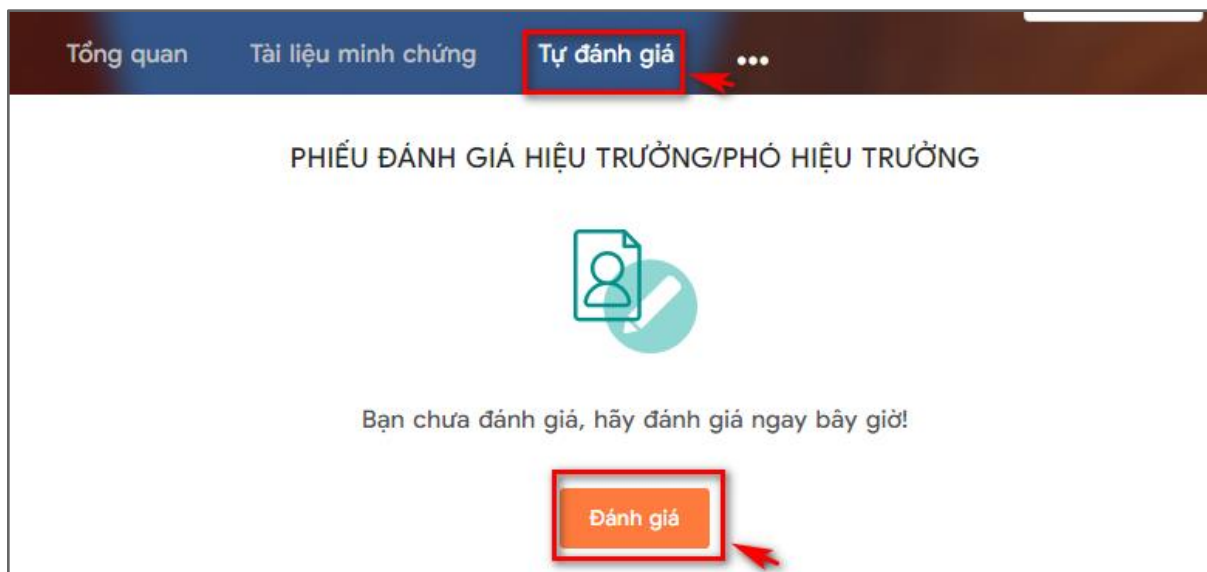 Tổng quan Tài liệu minh chứng Tự đánh giá •••
PHIẾU ĐÁNH GIÁ HIỆU TRƯỞNG/PHÓ HIỆU TRƯỞNG
Bạn chưa đánh giá, hãy đánh giá ngay bây giờ!
Đánh giá